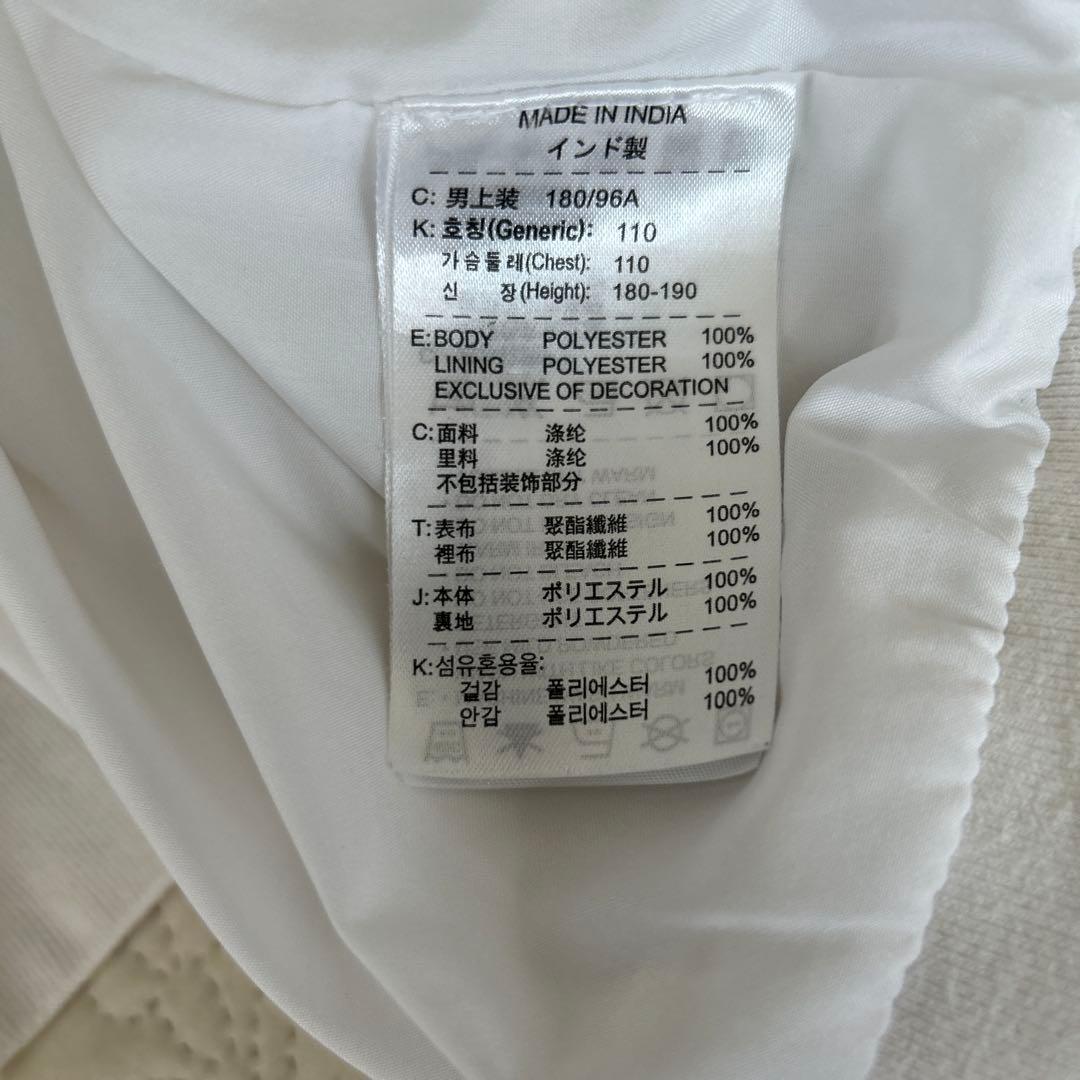 MADE IN INDIA
インド製
C: 男上装 180/96A
K: 호칭(Generic): 110
가슴둘레(Chest): 110
신 장(Height): 180-190
E: BODY POLYESTER 100%
LINING POLYESTER 100%
EXCLUSIVE OF DECORATION
C: 面料 涤纶 100%
里料 涤纶 100%
不包括装饰部分
T: 表布 聚酯纖維 100%
裡布 聚酯纖維 100%
J: 本体 ポリエステル 100%
裏地 ポリエステル 100%
K: 섬유혼용율:
겉감 폴리에스터 100%
안감 폴리에스터 100%